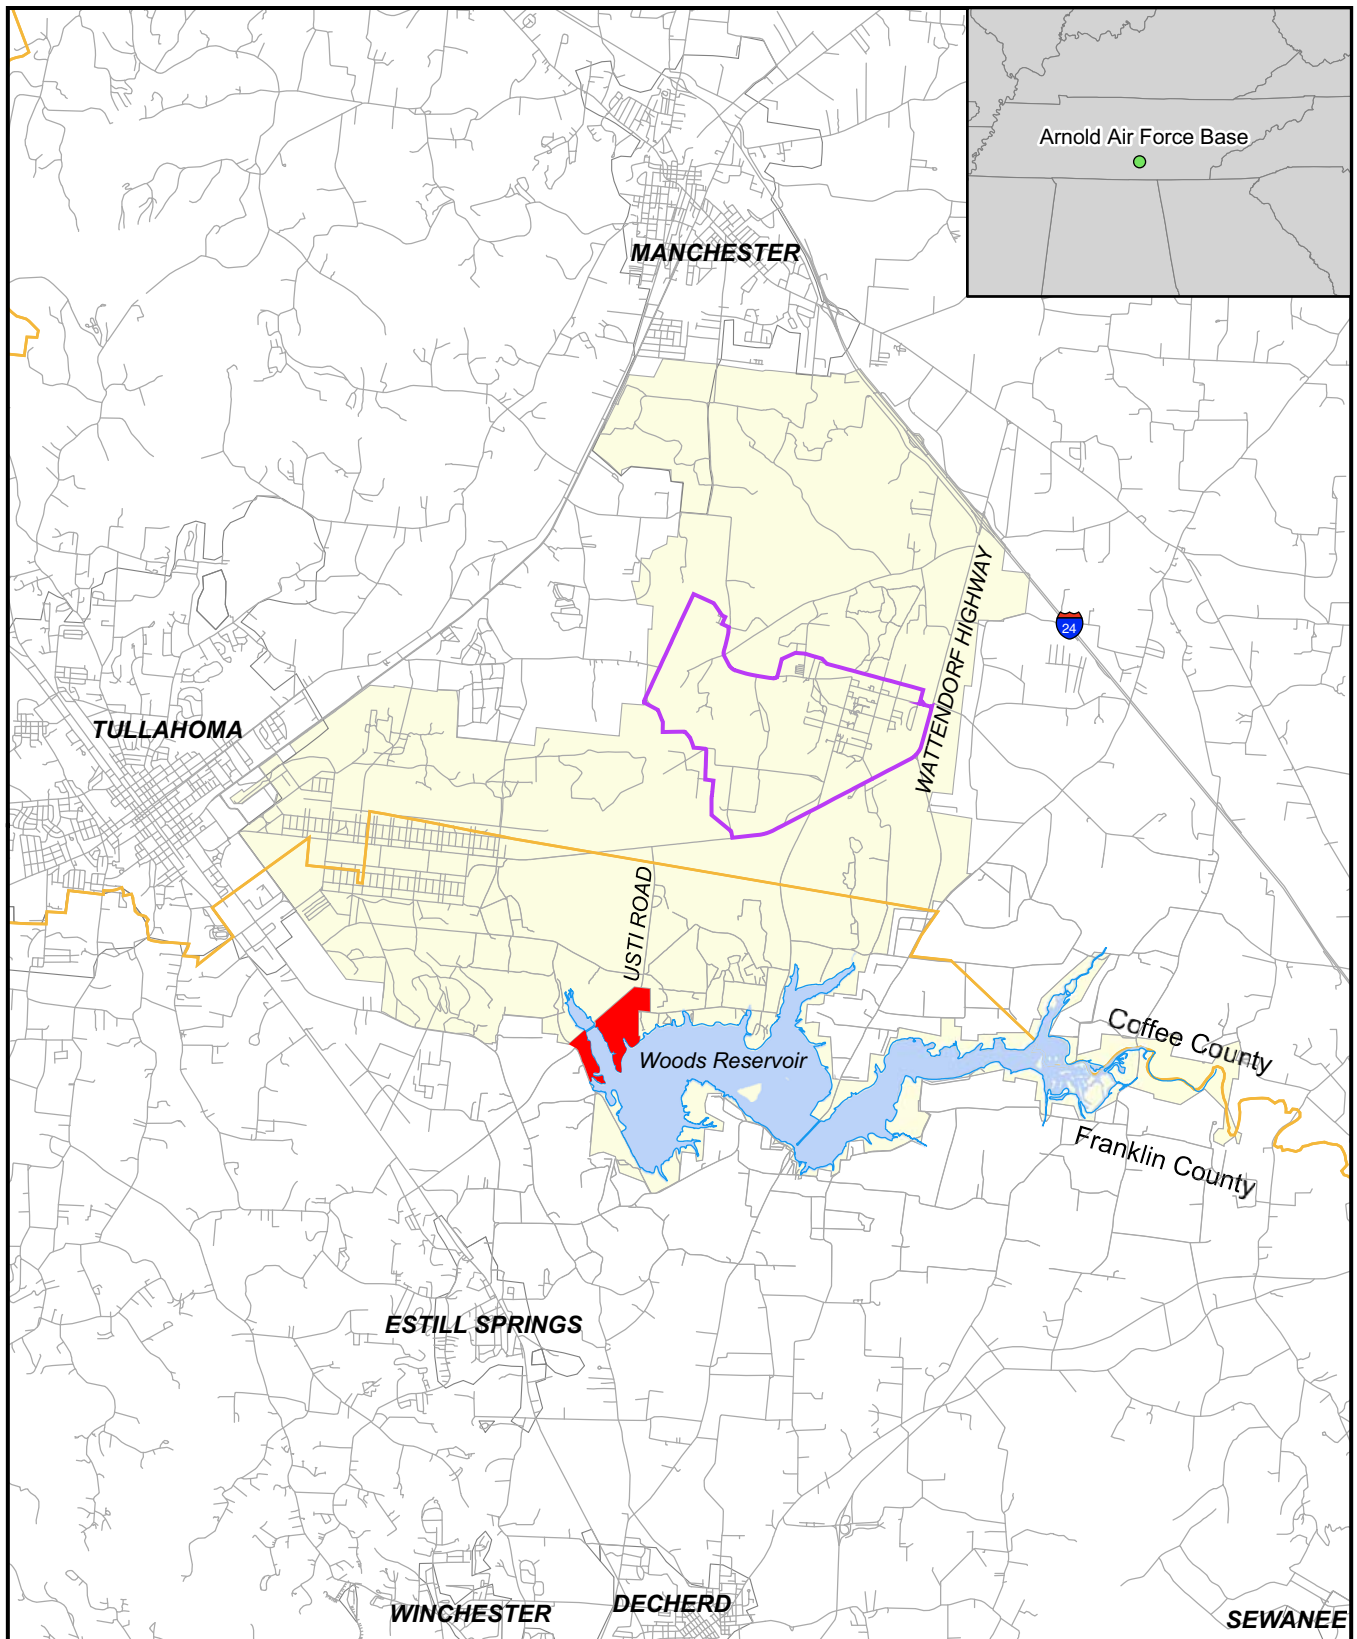 Arnold Air Force Base
MANCHESTER
WATTENDORF HIGHWAY
24
TULLAHOMA
USTI ROAD
Woods Reservoir
Coffee County
Franklin County
ESTILL SPRINGS
WINCHESTER
DECHERD
SEWANEE